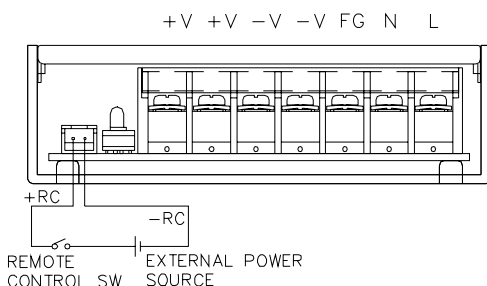 +V +V -V -V FG N L
+RC
-RC
REMOTE
CONTROL SW
EXTERNAL POWER
SOURCE